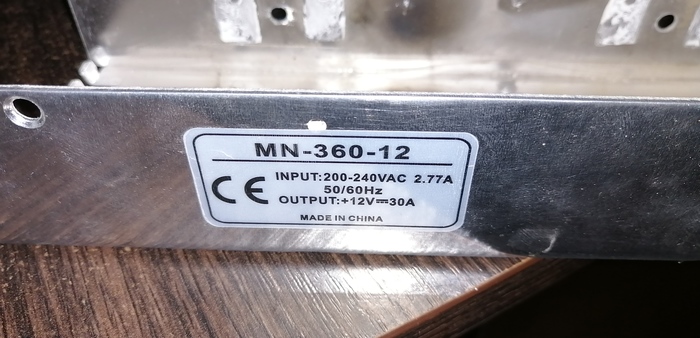 MN-360-12
INPUT:200-240VAC 2.77A
50/60Hz
CE OUTPUT:+12V⎓30A
MADE IN CHINA